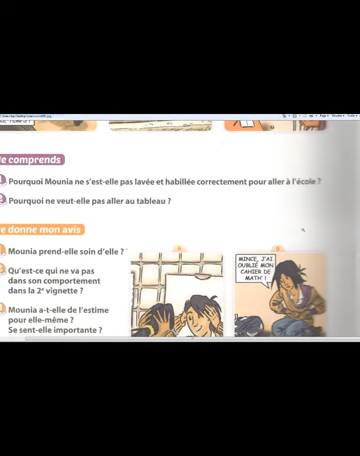 Je comprends
Pourquoi Mounia ne s'est-elle pas lavée et habillée correctement pour aller à l'école ?
Pourquoi ne veut-elle pas aller au tableau ?
Je donne mon avis
Mounia prend-elle soin d'elle ?
Qu'est-ce qui ne va pas
dans son comportement
dans la 2e vignette ?
Mounia a-t-elle de l'estime
pour elle-même ?
Se sent-elle importante ?
A
B
MINCE, J'AI
OUBLIÉ MON
CAHIER DE
MATH !